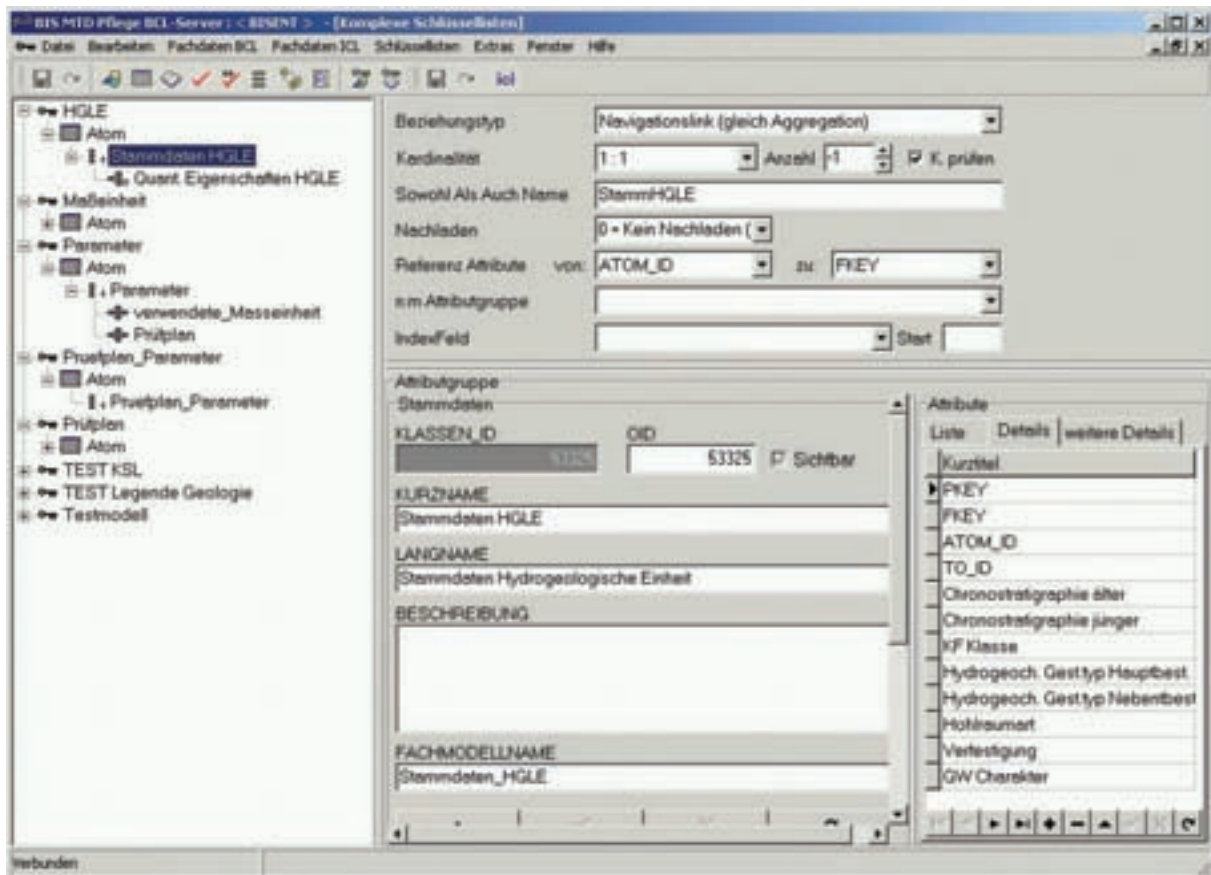 BIS MTD Pflege BCL-Server : < BISENT > - [Komplexe Schlüssellisten]
Datei Bearbeiten Fachdaten BCL Fachdaten ICL Schlüssellisten Extras Fenster Hilfe
HGLE
Atom
Stammdaten HGLE
Quant. Eigenschaften HGLE
Maßeinheit
Atom
Parameter
Atom
Parameter
verwendete_Masseinheit
Prüfplan
Pruefplan_Parameter
Atom
Pruefplan_Parameter
Prüfplan
Atom
TEST KSL
TEST Legende Geologie
Testmodell
Beziehungstyp Navigationslink (gleich Aggregation)
Kardinalität 1:1 Anzahl -1 K. prüfen
Sowohl Als Auch Name StammHGLE
Nachladen 0 = Kein Nachladen (
Referenz Attribute von: ATOM_ID zu: FKEY
n:m Attributgruppe
IndexFeld Start
Attributgruppe
Stammdaten
KLASSEN_ID OID
53325 53325 Sichtbar
KURZNAME
Stammdaten HGLE
LANGNAME
Stammdaten Hydrogeologische Einheit
BESCHREIBUNG
FACHMODELLNAME
Stammdaten_HGLE
Attribute
Liste Details weitere Details
Kurztitel
PKEY
FKEY
ATOM_ID
TO_ID
Chronostratigraphie älter
Chronostratigraphie jünger
KF Klasse
Hydrogeoch. Gest.typ Hauptbest.
Hydrogeoch. Gest.typ Nebentbest
Hohlraumart
Verfestigung
GW Charakter
Verbunden